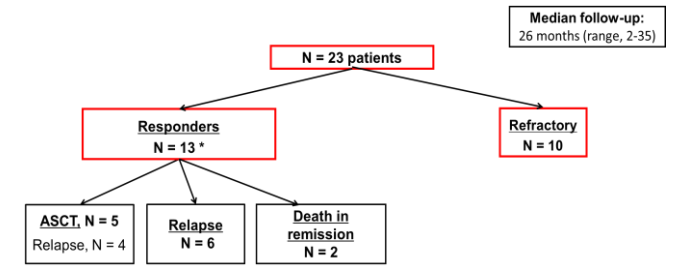 Median follow-up:
26 months (range, 2-35)
N = 23 patients
Responders
N = 13 *
Refractory
N = 10
ASCT, N = 5
Relapse, N = 4
Relapse
N = 6
Death in
remission
N = 2